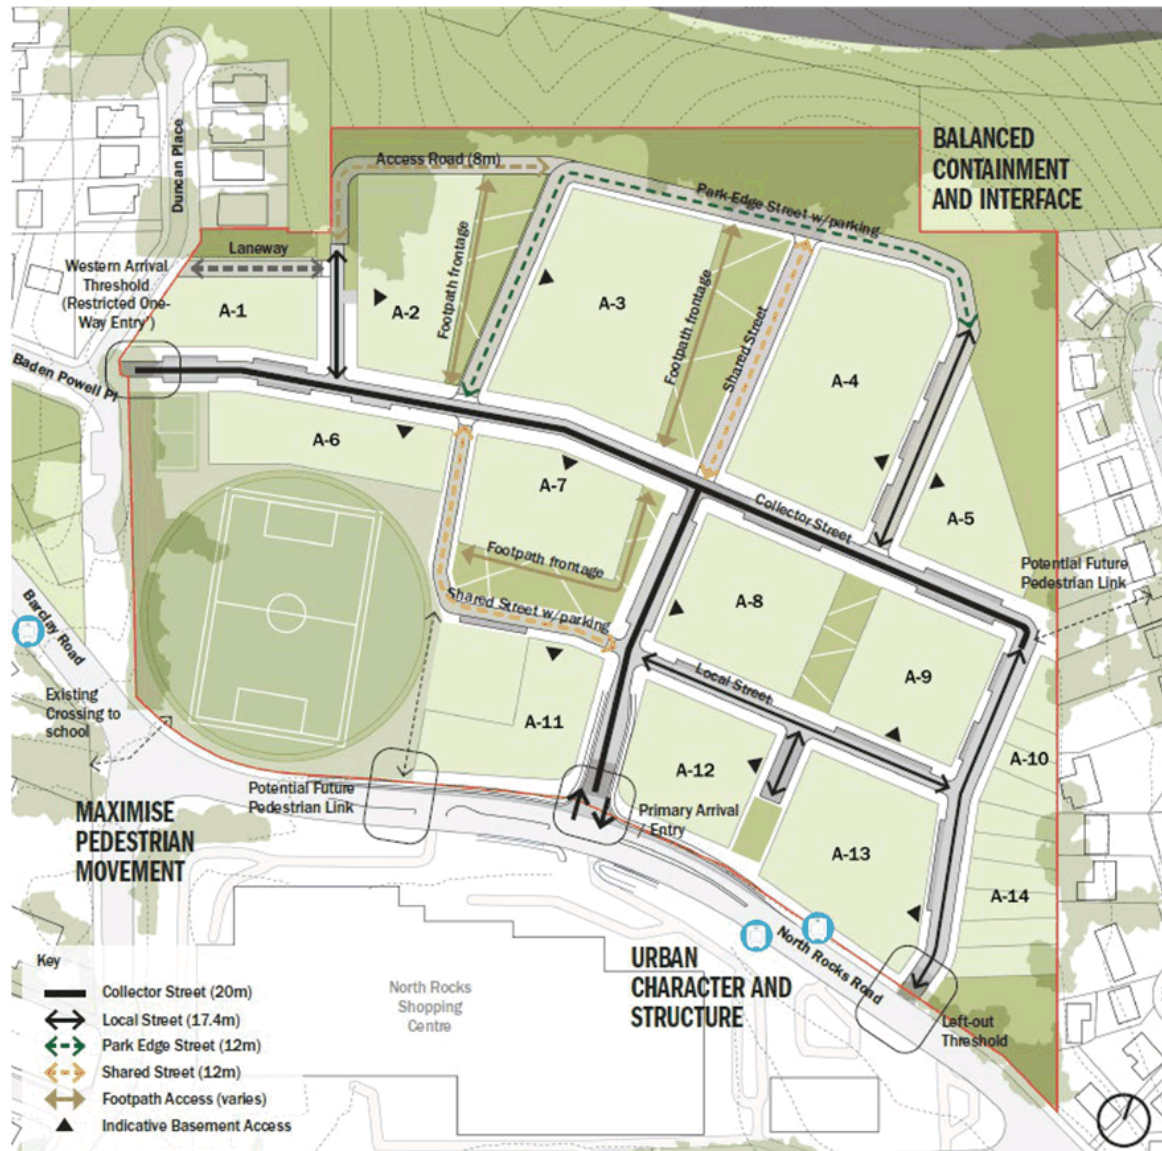 BALANCED
CONTAINMENT
AND INTERFACE
Duncan Place
Access Road (8m)
Park Edge Street w/parking
Laneway
Western Arrival
Threshold
(Restricted One-
Way Entry*)
A-1
A-2
Footpath frontage
A-3
Footpath frontage
Shared Street
A-4
Baden Powell Pl
A-6
A-7
Collector Street
A-5
Footpath frontage
Potential Future
Pedestrian Link
Shared Street w/parking
A-8
Barclay Road
A-9
Local Street
Existing
Crossing to
school
A-11
A-10
A-12
Potential Future
Pedestrian Link
Primary Arrival
/ Entry
MAXIMISE
PEDESTRIAN
MOVEMENT
A-13
A-14
North Rocks Road
URBAN
CHARACTER AND
STRUCTURE
Left-out
Threshold
North Rocks
Shopping
Centre
Key
Collector Street (20m)
Local Street (17.4m)
Park Edge Street (12m)
Shared Street (12m)
Footpath Access (varies)
Indicative Basement Access